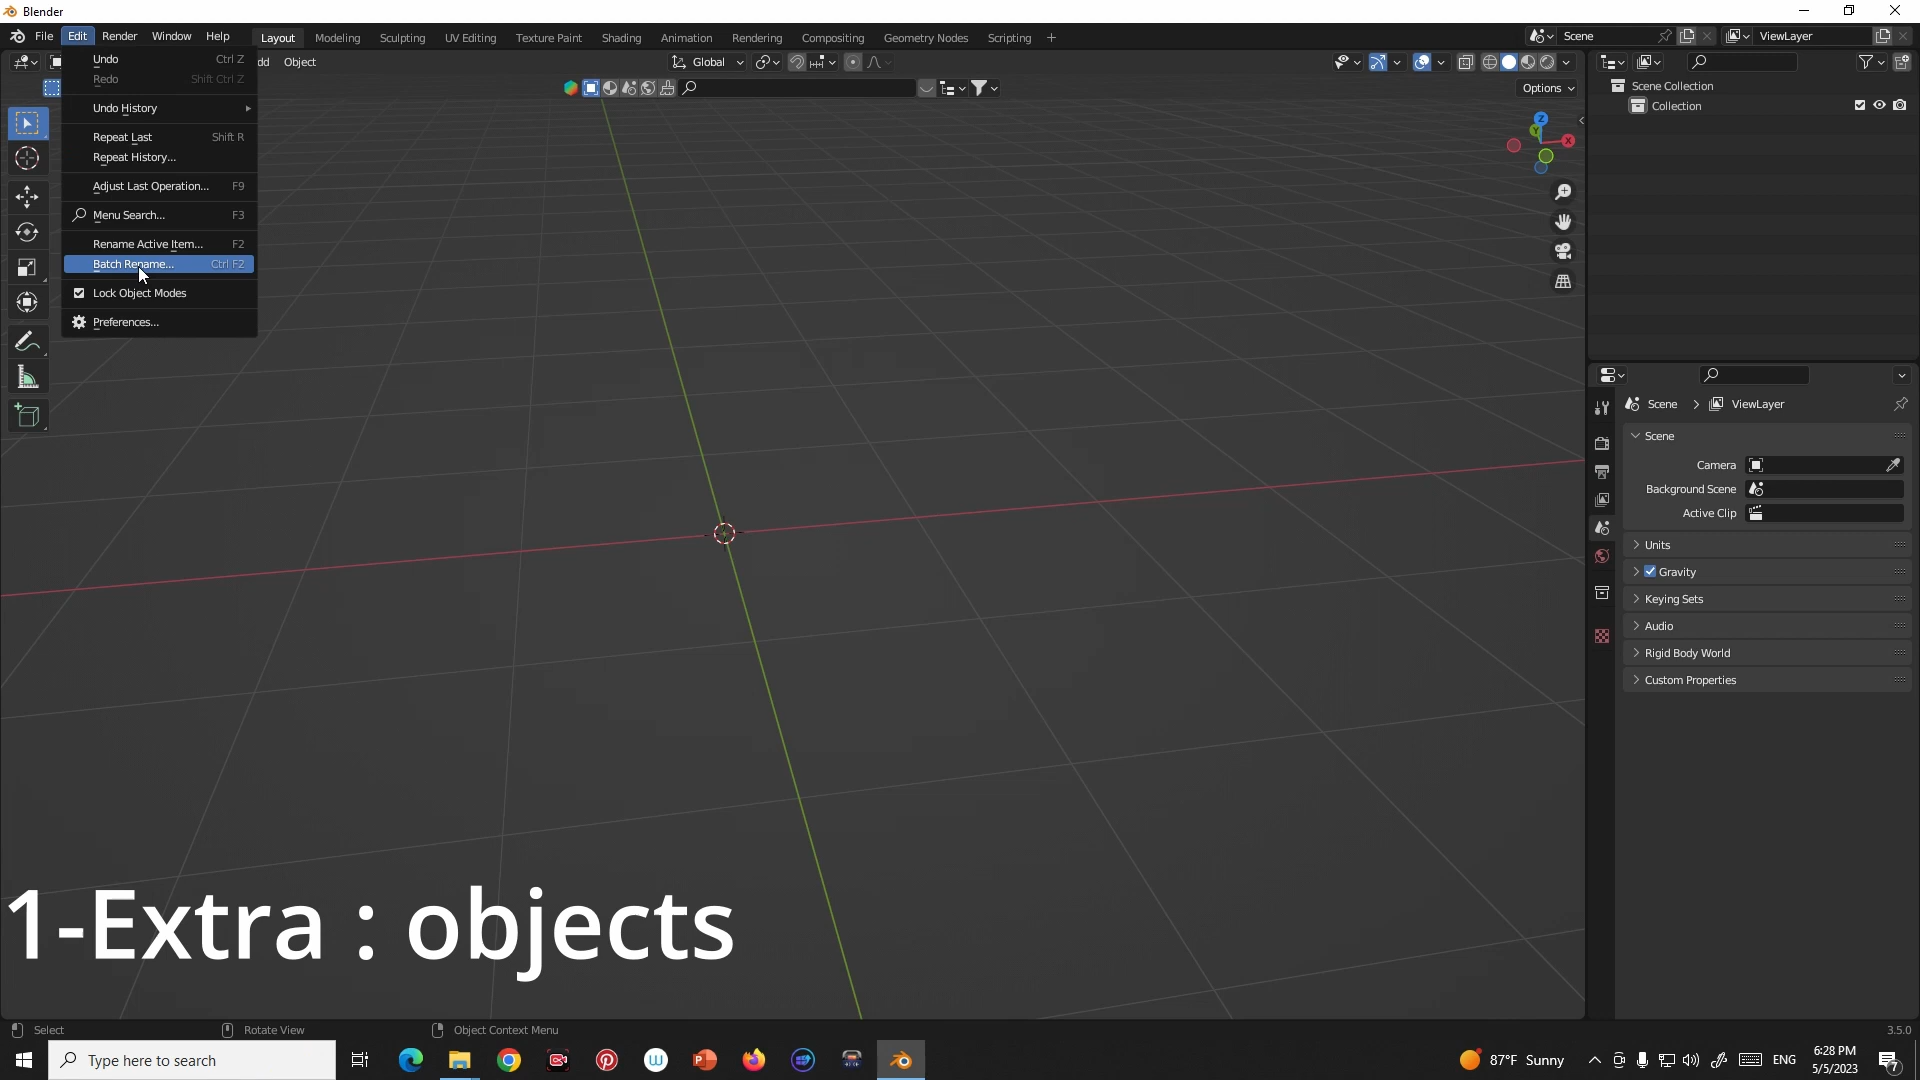 Blender
File Edit Render Window Help Layout Modeling Sculpting UV Editing Texture Paint Shading Animation Rendering Compositing Geometry Nodes Scripting + Scene ViewLayer
dd Object Global
Options
Undo Ctrl Z
Redo Shift Ctrl Z
Undo History
Repeat Last Shift R
Repeat History...
Adjust Last Operation... F9
Menu Search... F3
Rename Active Item... F2
Batch Rename... Ctrl F2
Lock Object Modes
Preferences...
Z
Y
X
Scene Collection
Collection
Scene > ViewLayer
Scene
Camera
Background Scene
Active Clip
Units
Gravity
Keying Sets
Audio
Rigid Body World
Custom Properties
1-Extra : objects
Select Rotate View Object Context Menu 3.5.0
Type here to search
87°F Sunny
ENG
6:28 PM
5/5/2023
7